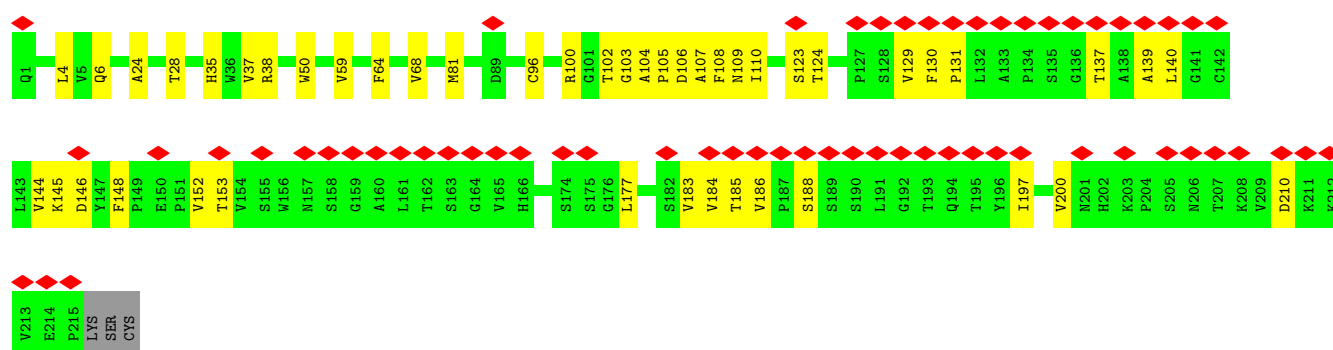 Q1 L4 V5 Q6 A24 T28 H35 W36 V37 R38 W50 V59 F64 V68 M81 D89 C96 R100 G101 T102 G103 A104 P105 D106 A107 F108 N109 I110 S123 T124 P127 S128 V129 F130 P131 L132 A133 P134 S135 G136 T137 A138 A139 L140 G141 C142
L143 V144 K145 D146 Y147 F148 P149 E150 P151 V152 T153 V154 S155 W156 N157 S158 G159 A160 L161 T162 S163 G164 V165 H166 S174 S175 G176 L177 S182 V183 V184 T185 V186 P187 S188 S189 S190 L191 G192 T193 Q194 T195 Y196 I197 V200 N201 H202 K203 P204 S205 N206 T207 K208 V209 D210 K211
V213 E214 P215 LYS SER CYS